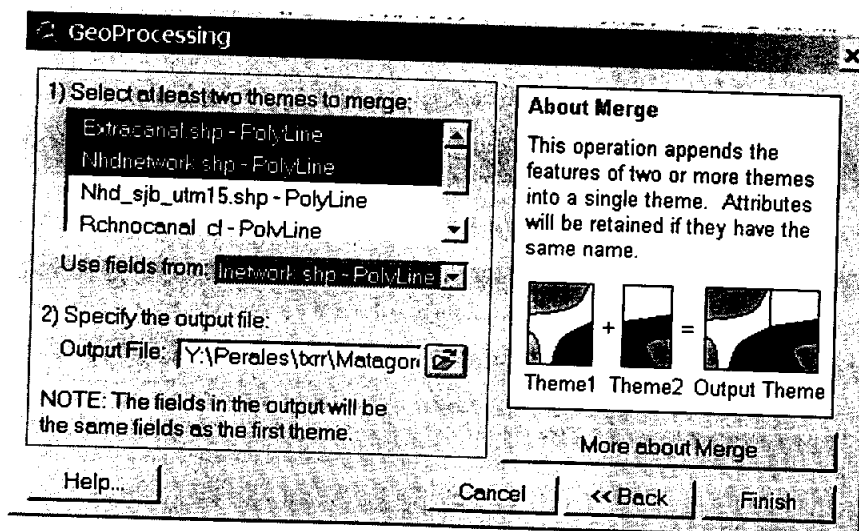 GeoProcessing
1) Select at least two themes to merge:
Extracanal.shp - PolyLine
Nhdnetwork.shp - PolyLine
Nhd_sjb_utm15.shp - PolyLine
Rchnocanal_cl - PolyLine
Use fields from: lnetwork.shp - PolyLine
2) Specify the output file:
Output File: Y:\Perales\txrr\Matagor
NOTE: The fields in the output will be
the same fields as the first theme.
About Merge
This operation appends the
features of two or more themes
into a single theme. Attributes
will be retained if they have the
same name.
+ =
Theme1 Theme2 Output Theme
More about Merge
Help... Cancel << Back Finish